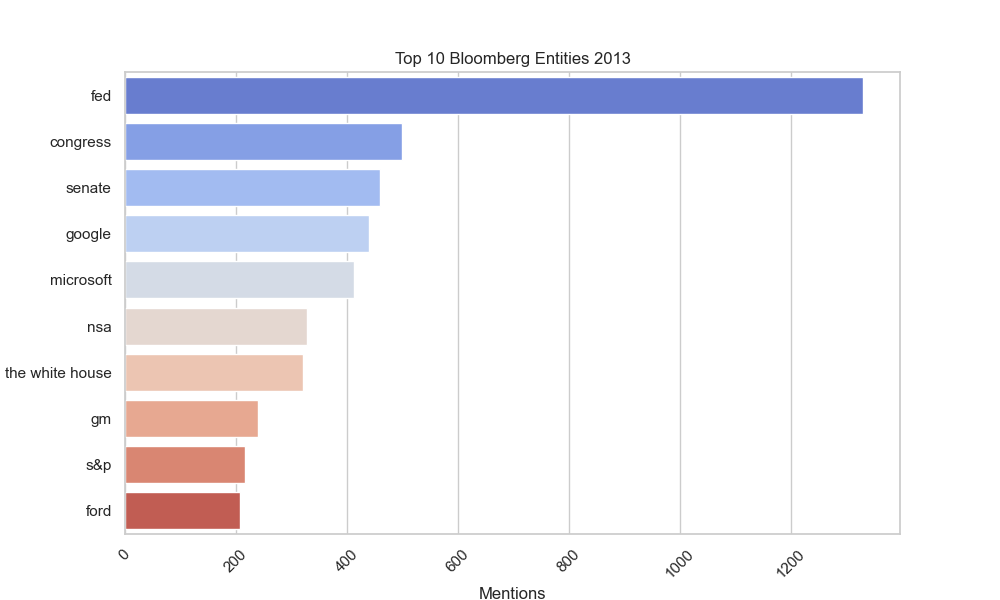 Top 10 Bloomberg Entities 2013
fed
congress
senate
google
microsoft
nsa
the white house
gm
s&p
ford
0 200 400 600 800 1000 1200
Mentions